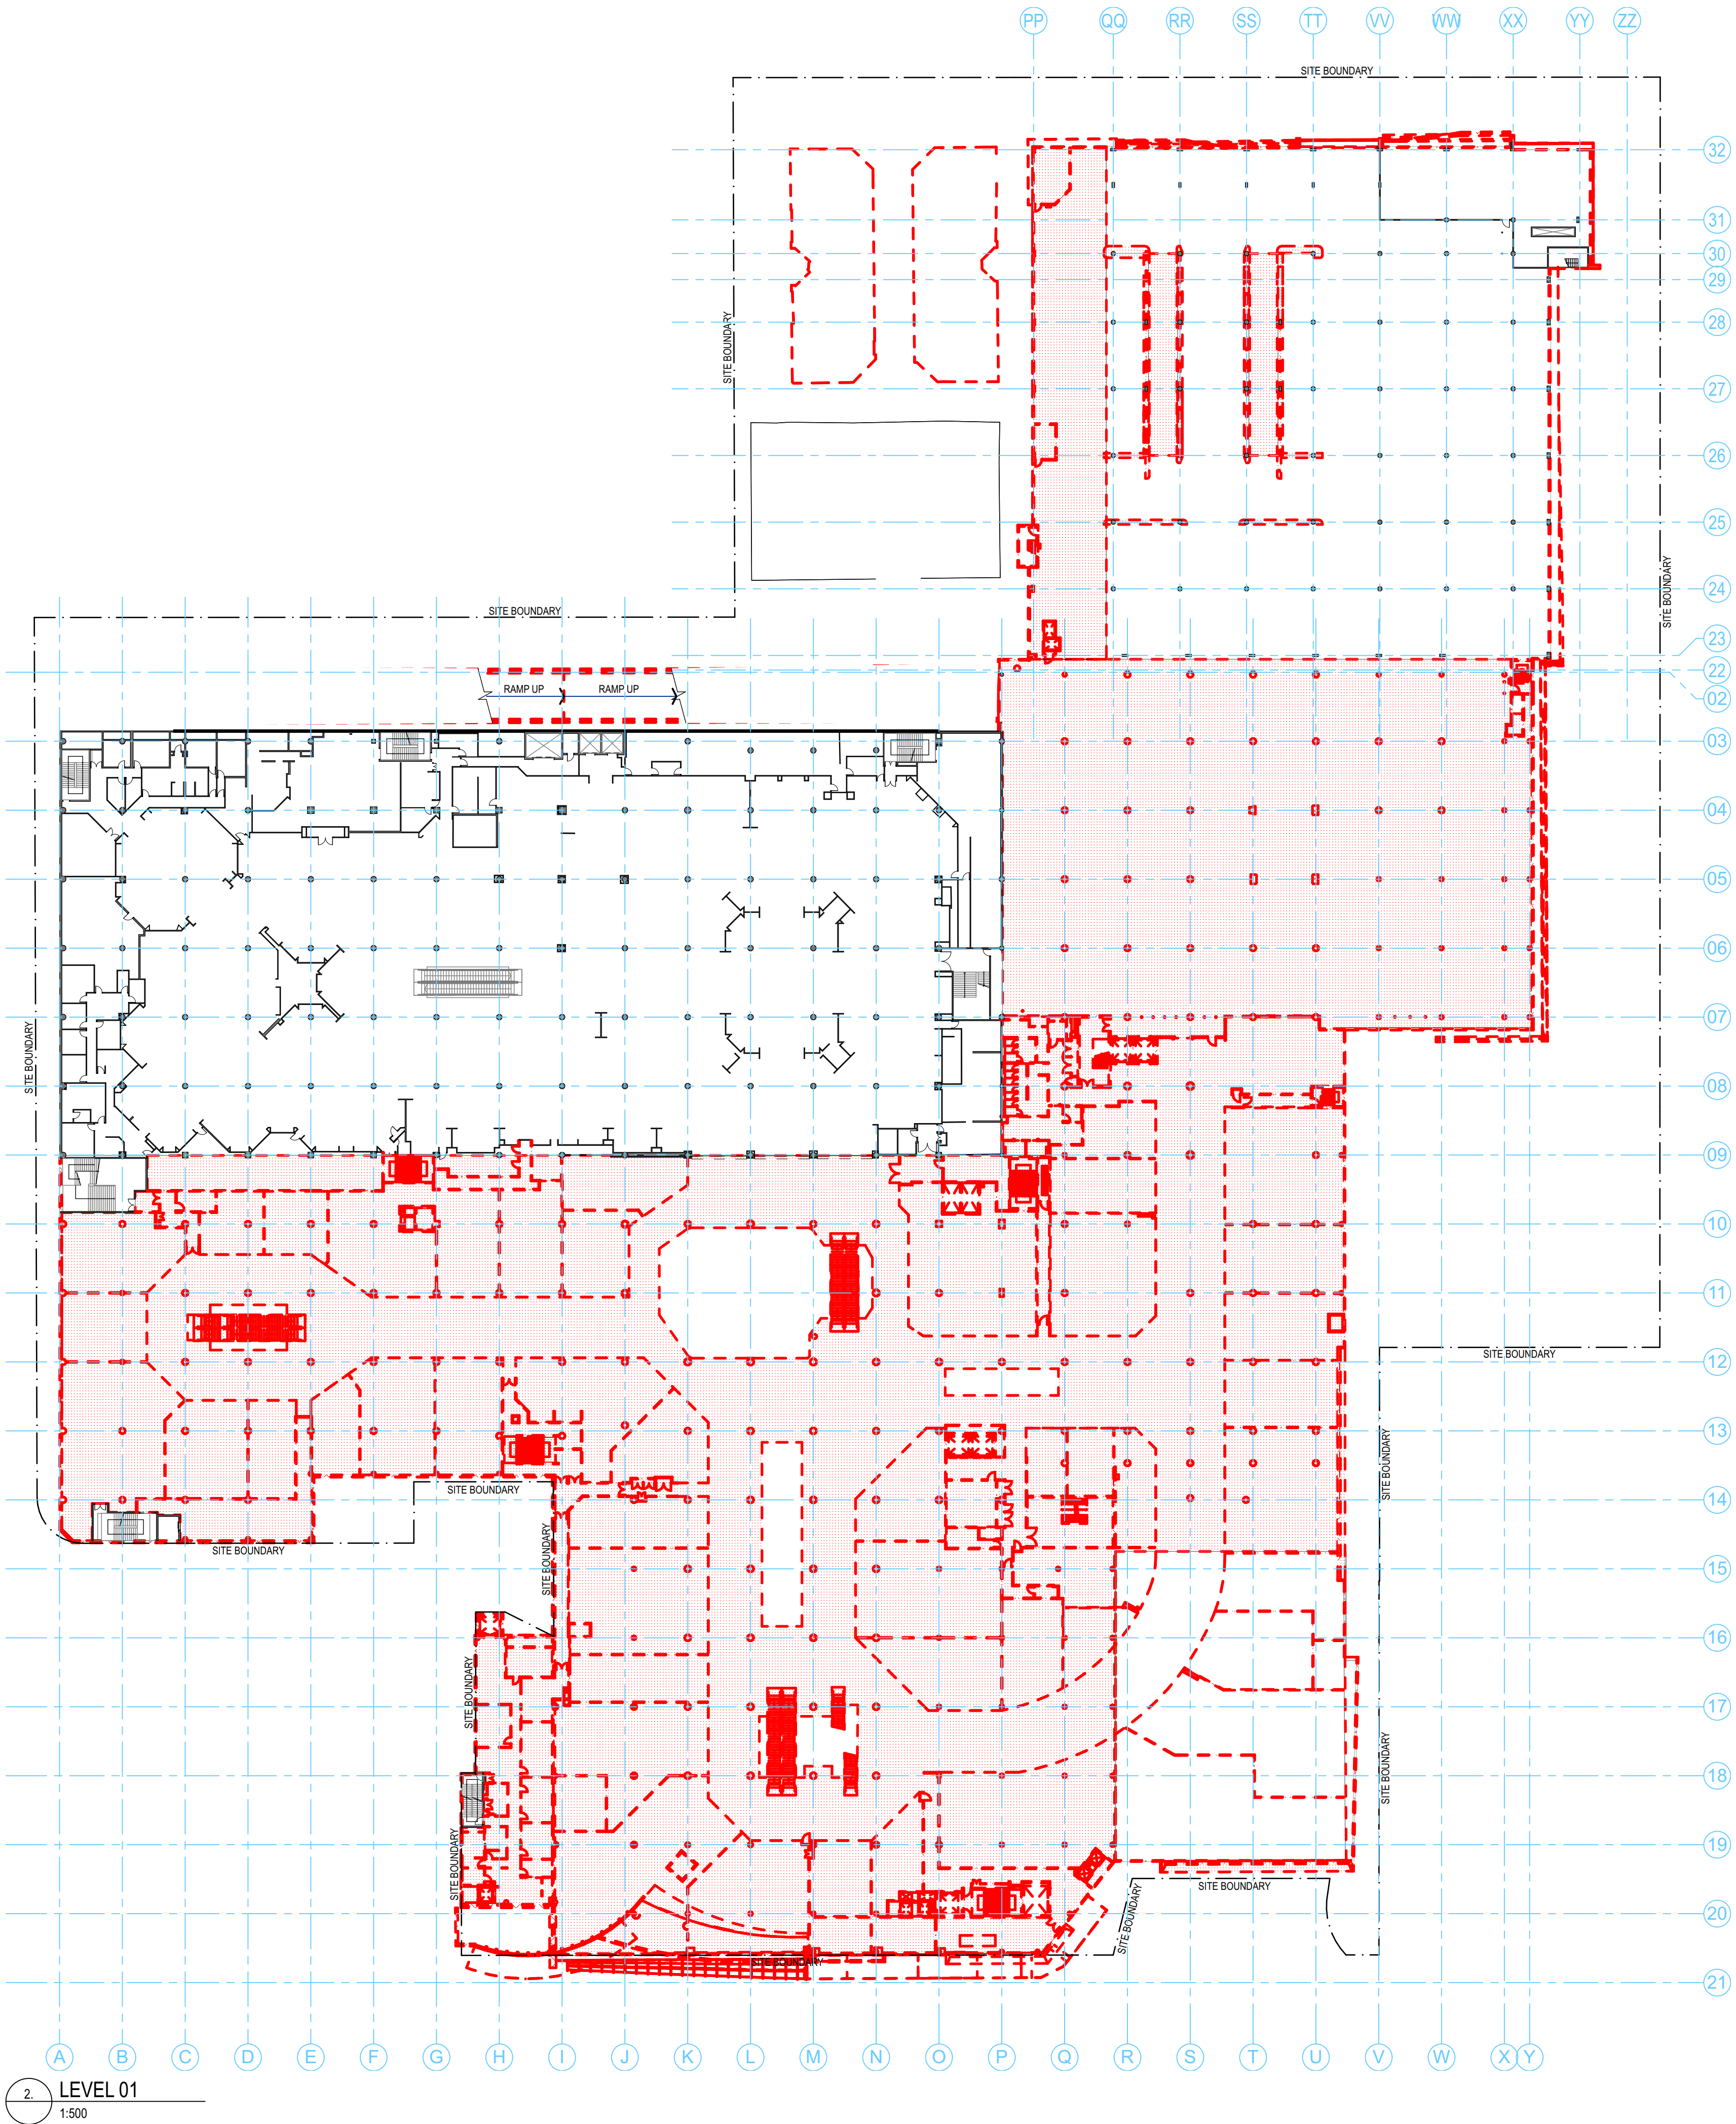 PP QQ RR SS TT VV WW XX YY ZZ
SITE BOUNDARY
32
31
30
29
SITE BOUNDARY
28
27
26
25
24
SITE BOUNDARY
SITE BOUNDARY
23
22
RAMP UP RAMP UP
02
03
04
05
06
07
SITE BOUNDARY
08
09
10
11
12
SITE BOUNDARY
13
SITE BOUNDARY
SITE BOUNDARY
14
SITE BOUNDARY
SITE BOUNDARY
15
16
SITE BOUNDARY
17
SITE BOUNDARY
18
19
SITE BOUNDARY
SITE BOUNDARY
SITE BOUNDARY
20
SITE BOUNDARY
21
A B C D E F G H I J K L M N O P Q R S T U V W X Y
2. LEVEL 01
1:500